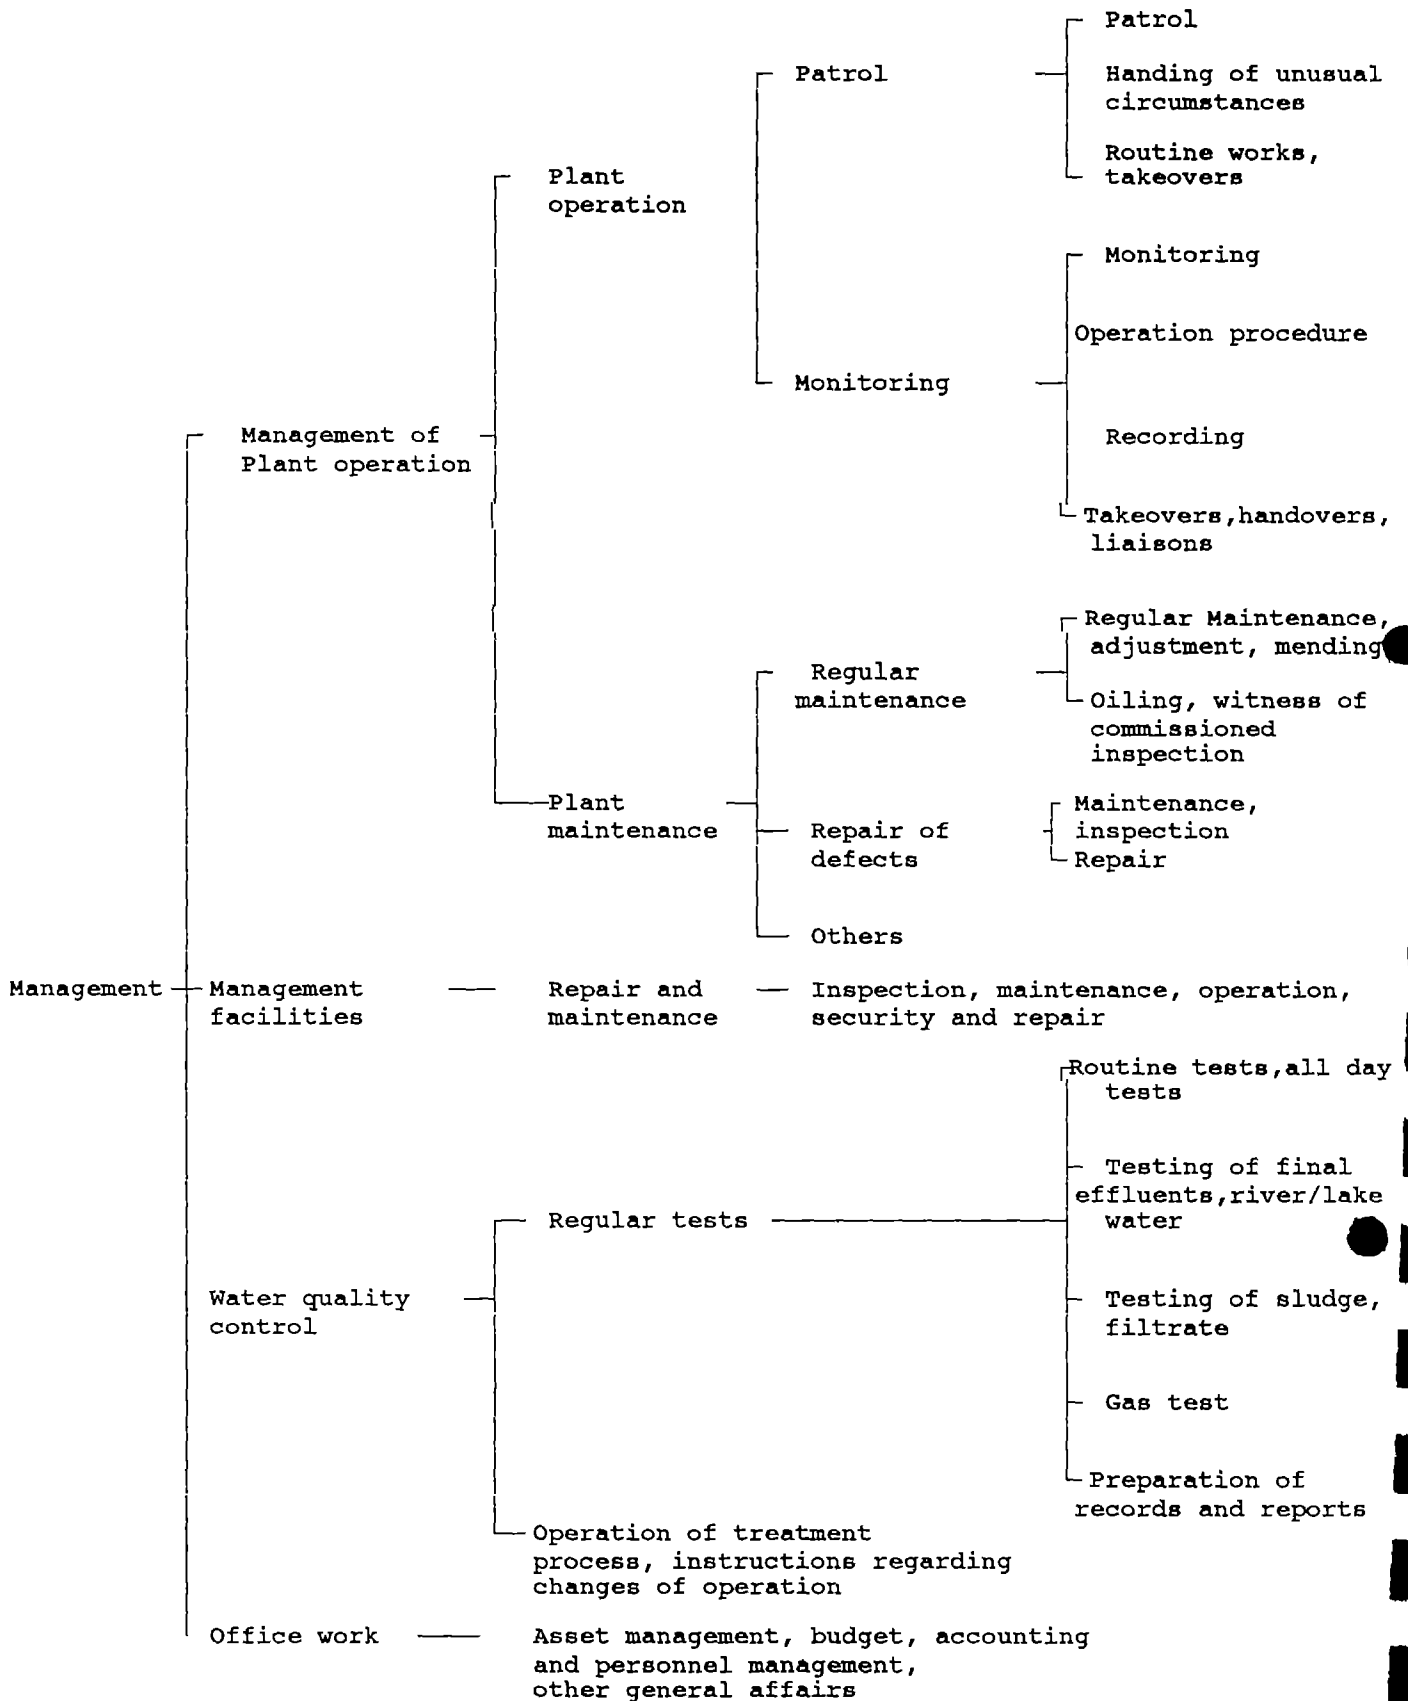 Patrol
Patrol
Handing of unusual
circumstances
Routine works,
takeovers
Plant
operation
Monitoring
Operation procedure
Monitoring
Management of
Plant operation
Recording
Takeovers,handovers,
liaisons
Regular Maintenance,
adjustment, mending
Regular
maintenance
Oiling, witness of
commissioned
inspection
Plant
maintenance
Maintenance,
inspection
Repair of
defects
Repair
Others
Management
Management
facilities
Repair and
maintenance
Inspection, maintenance, operation,
security and repair
Routine tests,all day
tests
Testing of final
effluents,river/lake
water
Regular tests
Water quality
control
Testing of sludge,
filtrate
Gas test
Preparation of
records and reports
Operation of treatment
process, instructions regarding
changes of operation
Office work
Asset management, budget, accounting
and personnel management,
other general affairs